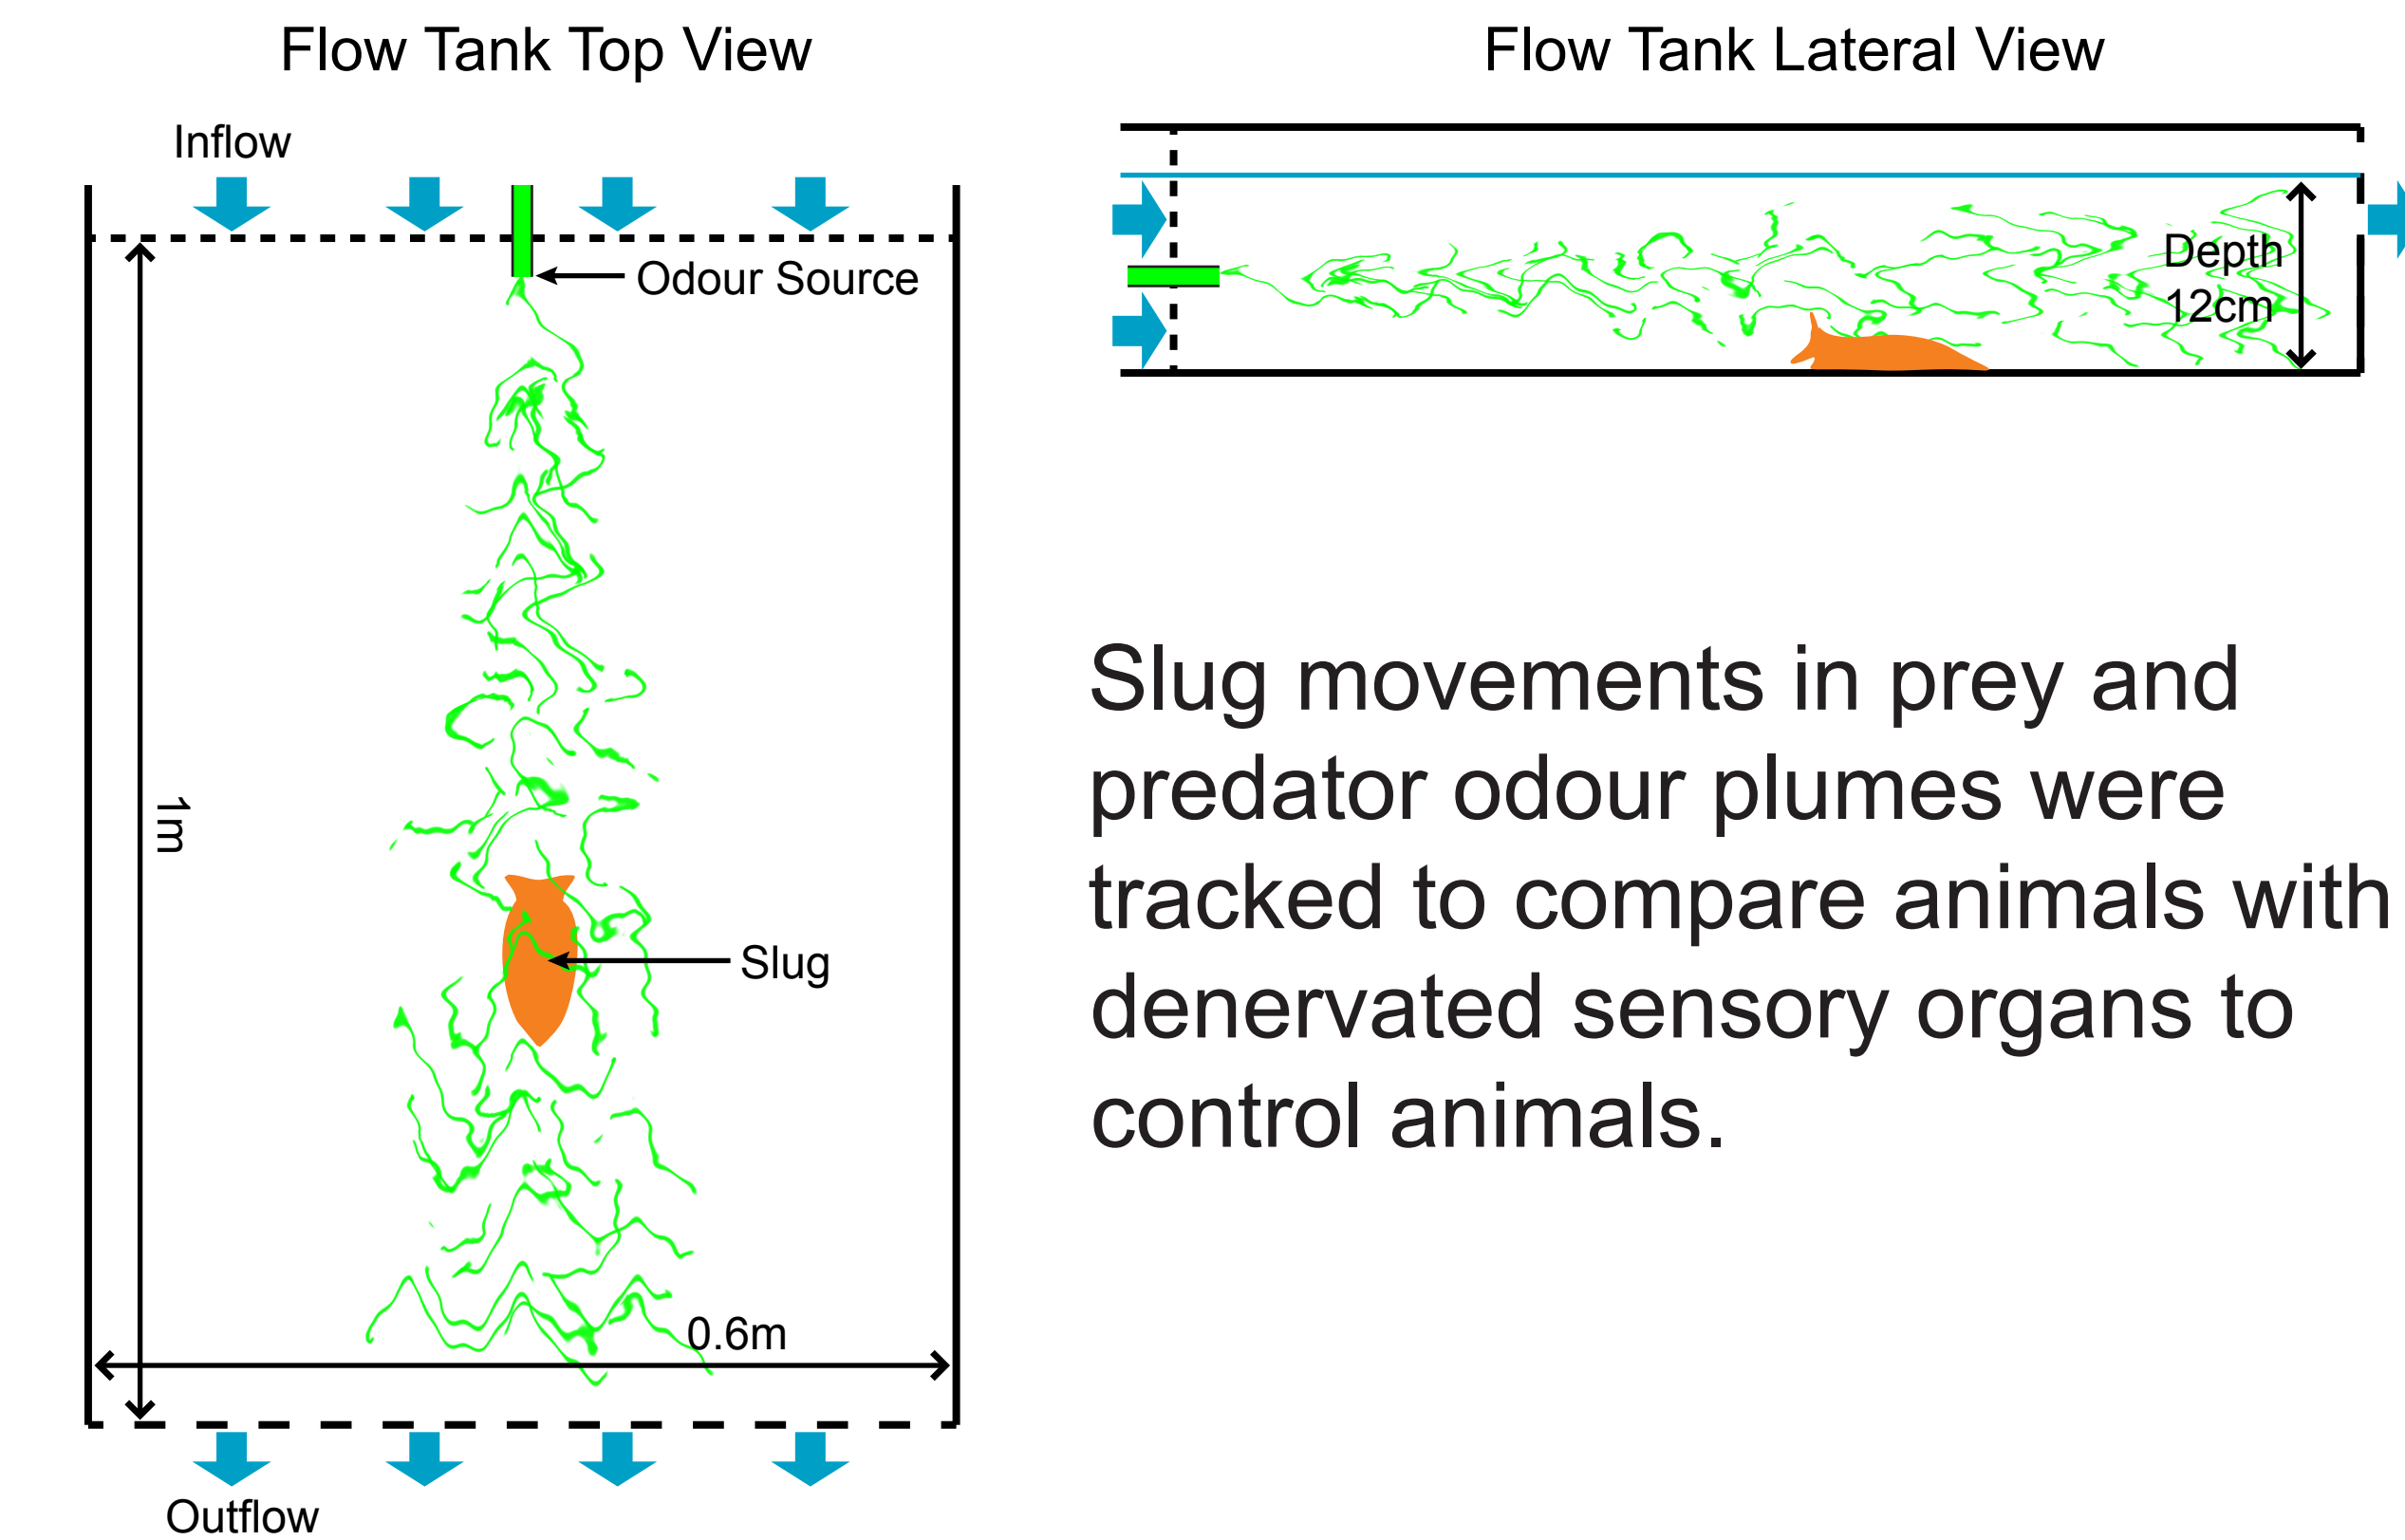 Flow Tank Top View
Inflow
Odour Source
1m
Slug
0.6m
Outflow
Flow Tank Lateral View
Depth
12cm
Slug movements in prey and
predator odour plumes were
tracked to compare animals with
denervated sensory organs to
control animals.